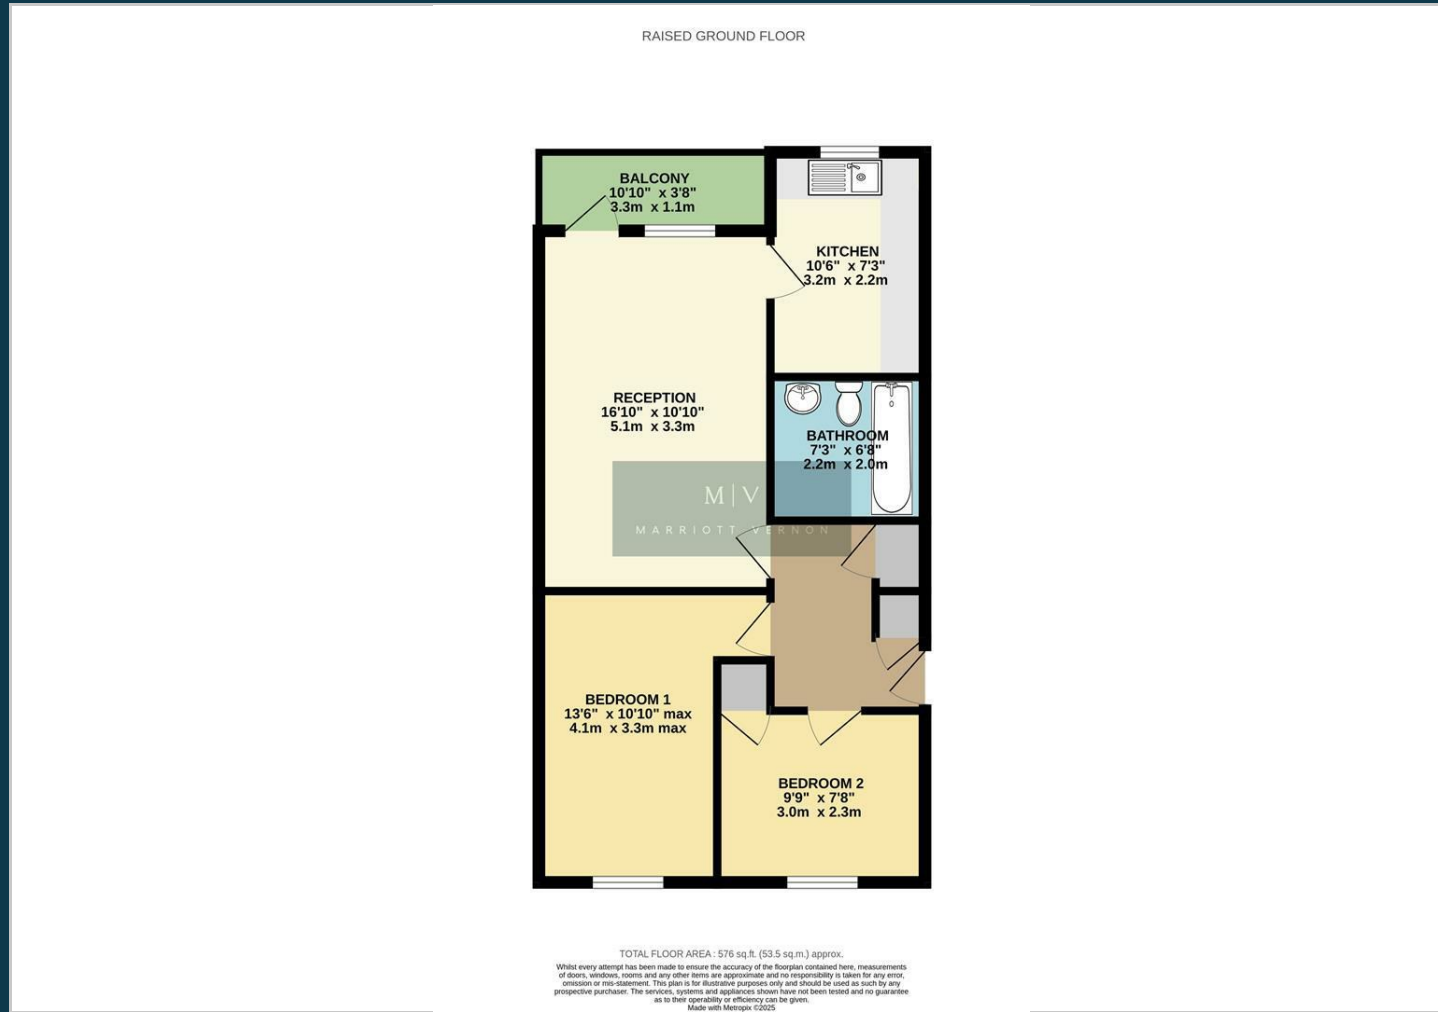 RAISED GROUND FLOOR
BALCONY
10'10" x 3'8"
3.3m x 1.1m
KITCHEN
10'6" x 7'3"
3.2m x 2.2m
RECEPTION
16'10" x 10'10"
5.1m x 3.3m
BATHROOM
7'3" x 6'8"
2.2m x 2.0m
M|V
MARRIOTT VERNON
BEDROOM 1
13'6" x 10'10" max
4.1m x 3.3m max
BEDROOM 2
9'9" x 7'8"
3.0m x 2.3m
TOTAL FLOOR AREA : 576 sq.ft. (53.5 sq.m.) approx.
Whilst every attempt has been made to ensure the accuracy of the floorplan contained here, measurements
of doors, windows, rooms and any other items are approximate and no responsibility is taken for any error,
omission or mis-statement. This plan is for illustrative purposes only and should be used as such by any
prospective purchaser. The services, systems and appliances shown have not been tested and no guarantee
as to their operability or efficiency can be given.
Made with Metropix ©2025